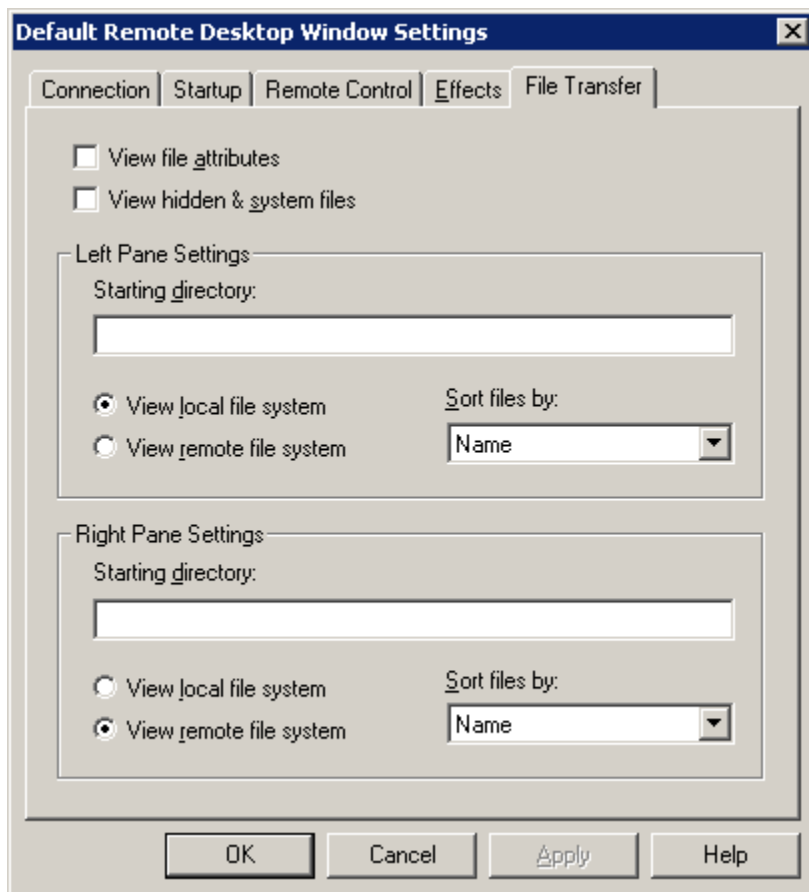 Default Remote Desktop Window Settings
Connection Startup Remote Control Effects File Transfer
View file attributes
View hidden & system files
Left Pane Settings
Starting directory:
View local file system
View remote file system
Sort files by:
Name
Right Pane Settings
Starting directory:
View local file system
View remote file system
Sort files by:
Name
OK Cancel Apply Help